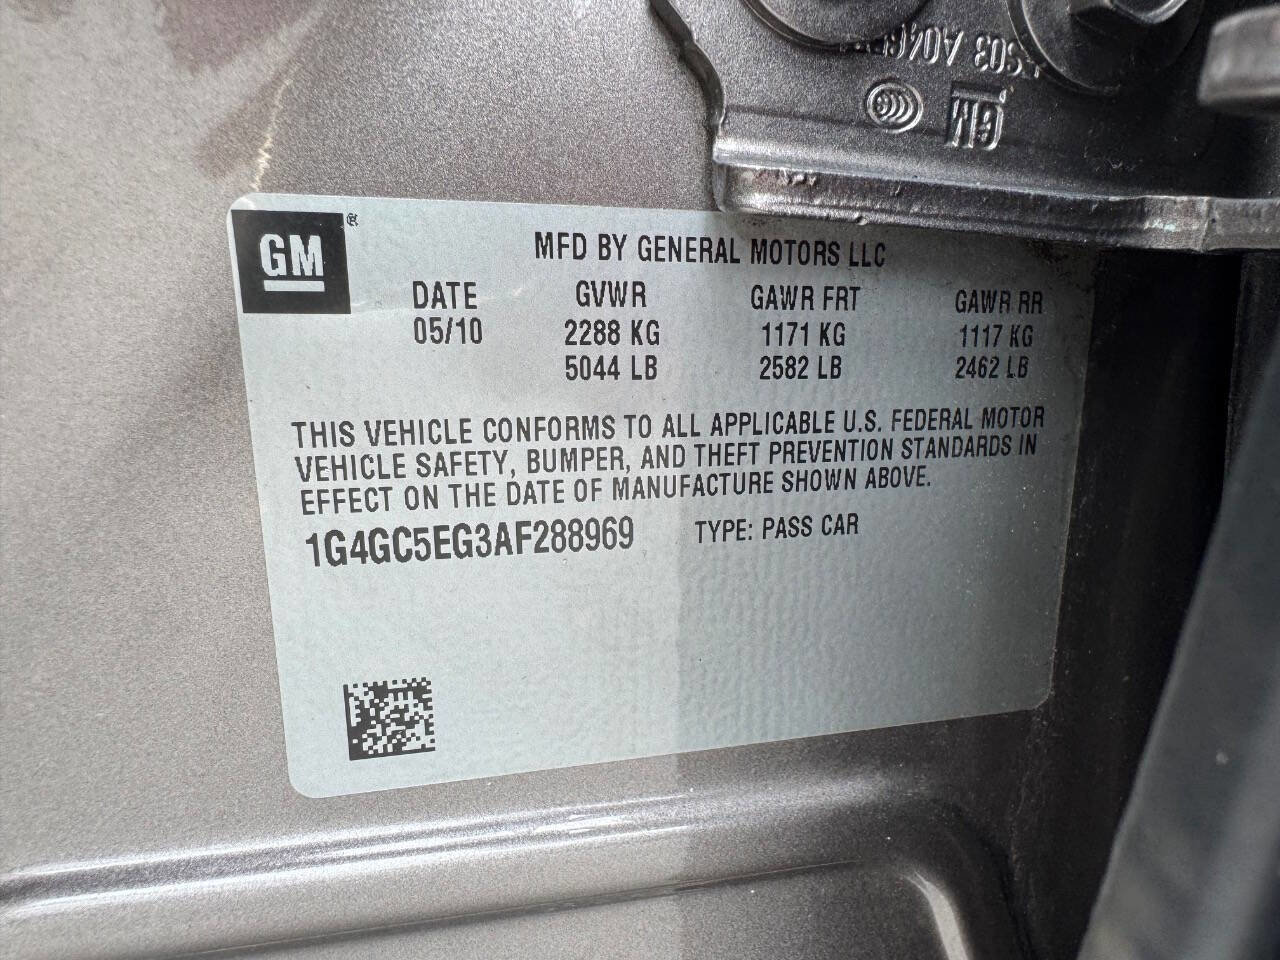 GM
MFD BY GENERAL MOTORS LLC
DATE GVWR GAWR FRT GAWR RR
05/10 2288 KG 1171 KG 1117 KG
5044 LB 2582 LB 2462 LB
THIS VEHICLE CONFORMS TO ALL APPLICABLE U.S. FEDERAL MOTOR
VEHICLE SAFETY, BUMPER, AND THEFT PREVENTION STANDARDS IN
EFFECT ON THE DATE OF MANUFACTURE SHOWN ABOVE.
1G4GC5EG3AF288969 TYPE: PASS CAR
GM